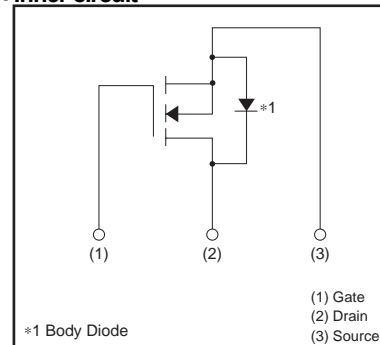 Inner circuit
∗1
(1) (2) (3)
(1) Gate
(2) Drain
∗1 Body Diode
(3) Source